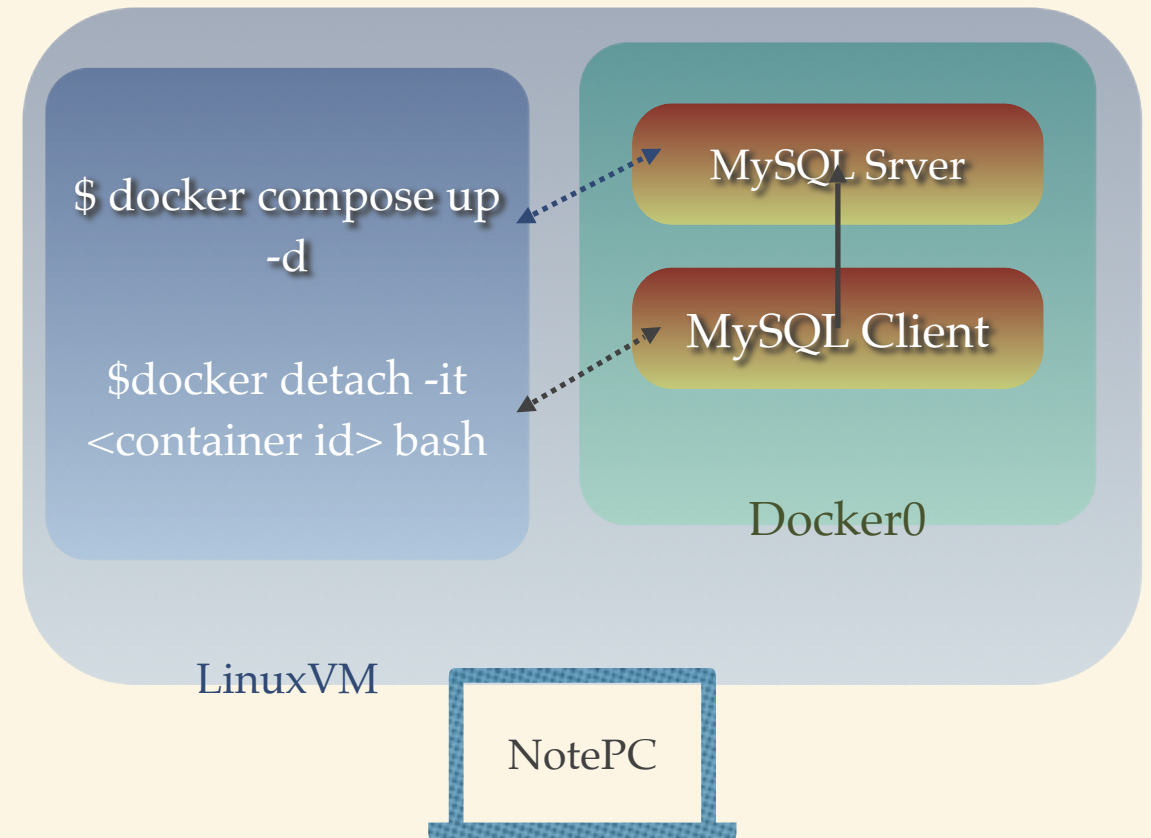 $ docker compose up
-d
$docker detach -it
<container id> bash
MySQL Srver
MySQL Client
Docker0
LinuxVM
NotePC